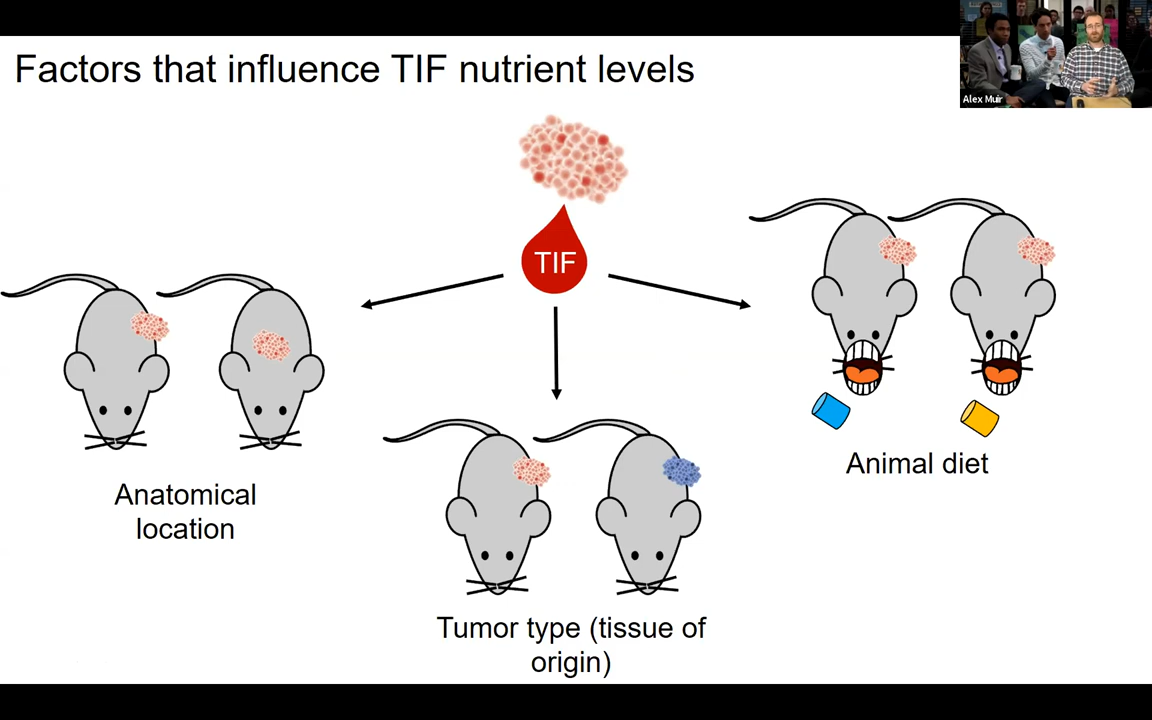 Factors that influence TIF nutrient levels
Alex Muir
TIF
Anatomical
location
Tumor type (tissue of
origin)
Animal diet